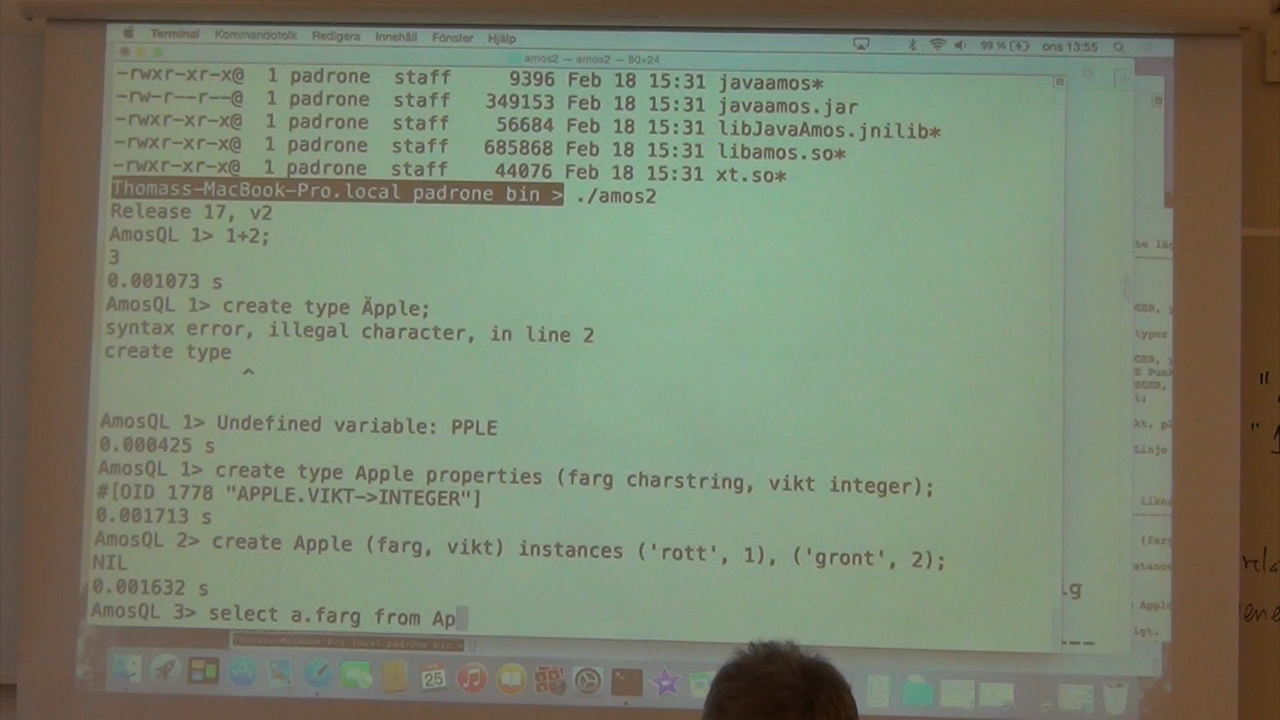 Terminal Kommandotolk Redigera Innehåll Fönster Hjälp 99 % ons 13:55
amos2 — amos2 — 80×24
-rwxr-xr-x@ 1 padrone staff 9396 Feb 18 15:31 javaamos*
-rw-r--r--@ 1 padrone staff 349153 Feb 18 15:31 javaamos.jar
-rwxr-xr-x@ 1 padrone staff 56684 Feb 18 15:31 libJavaAmos.jnilib*
-rwxr-xr-x@ 1 padrone staff 685868 Feb 18 15:31 libamos.so*
-rwxr-xr-x@ 1 padrone staff 44076 Feb 18 15:31 xt.so*
Thomass-MacBook-Pro.local padrone bin > ./amos2
Release 17, v2
AmosQL 1> 1+2;
3
0.001073 s
AmosQL 1> create type Äpple;
syntax error, illegal character, in line 2
create type
^
AmosQL 1> Undefined variable: PPLE
0.000425 s
AmosQL 1> create type Apple properties (farg charstring, vikt integer);
#[OID 1778 "APPLE.VIKT->INTEGER"]
0.001713 s
AmosQL 2> create Apple (farg, vikt) instances ('rott', 1), ('gront', 2);
NIL
0.001632 s
AmosQL 3> select a.farg from Ap
Thomass-MacBook-Pro.local padrone bin >
25